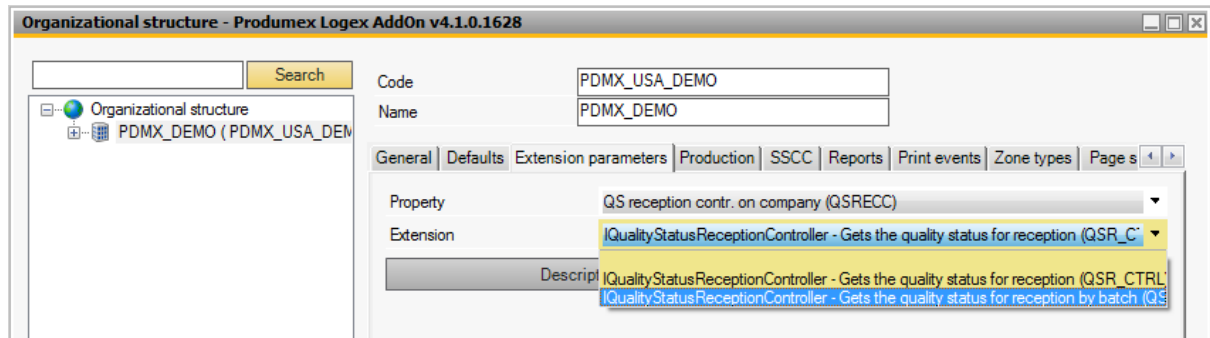 Organizational structure - Produmex Logex AddOn v4.1.0.1628
Search
Code PDMX_USA_DEMO
Name PDMX_DEMO
Organizational structure
PDMX_DEMO ( PDMX_USA_DEM
General Defaults Extension parameters Production SSCC Reports Print events Zone types Page s
Property QS reception contr. on company (QSRECC)
Extension IQualityStatusReceptionController - Gets the quality status for reception (QSR_CT
Descript
IQualityStatusReceptionController - Gets the quality status for reception (QSR_CTRL)
IQualityStatusReceptionController - Gets the quality status for reception by batch (QS